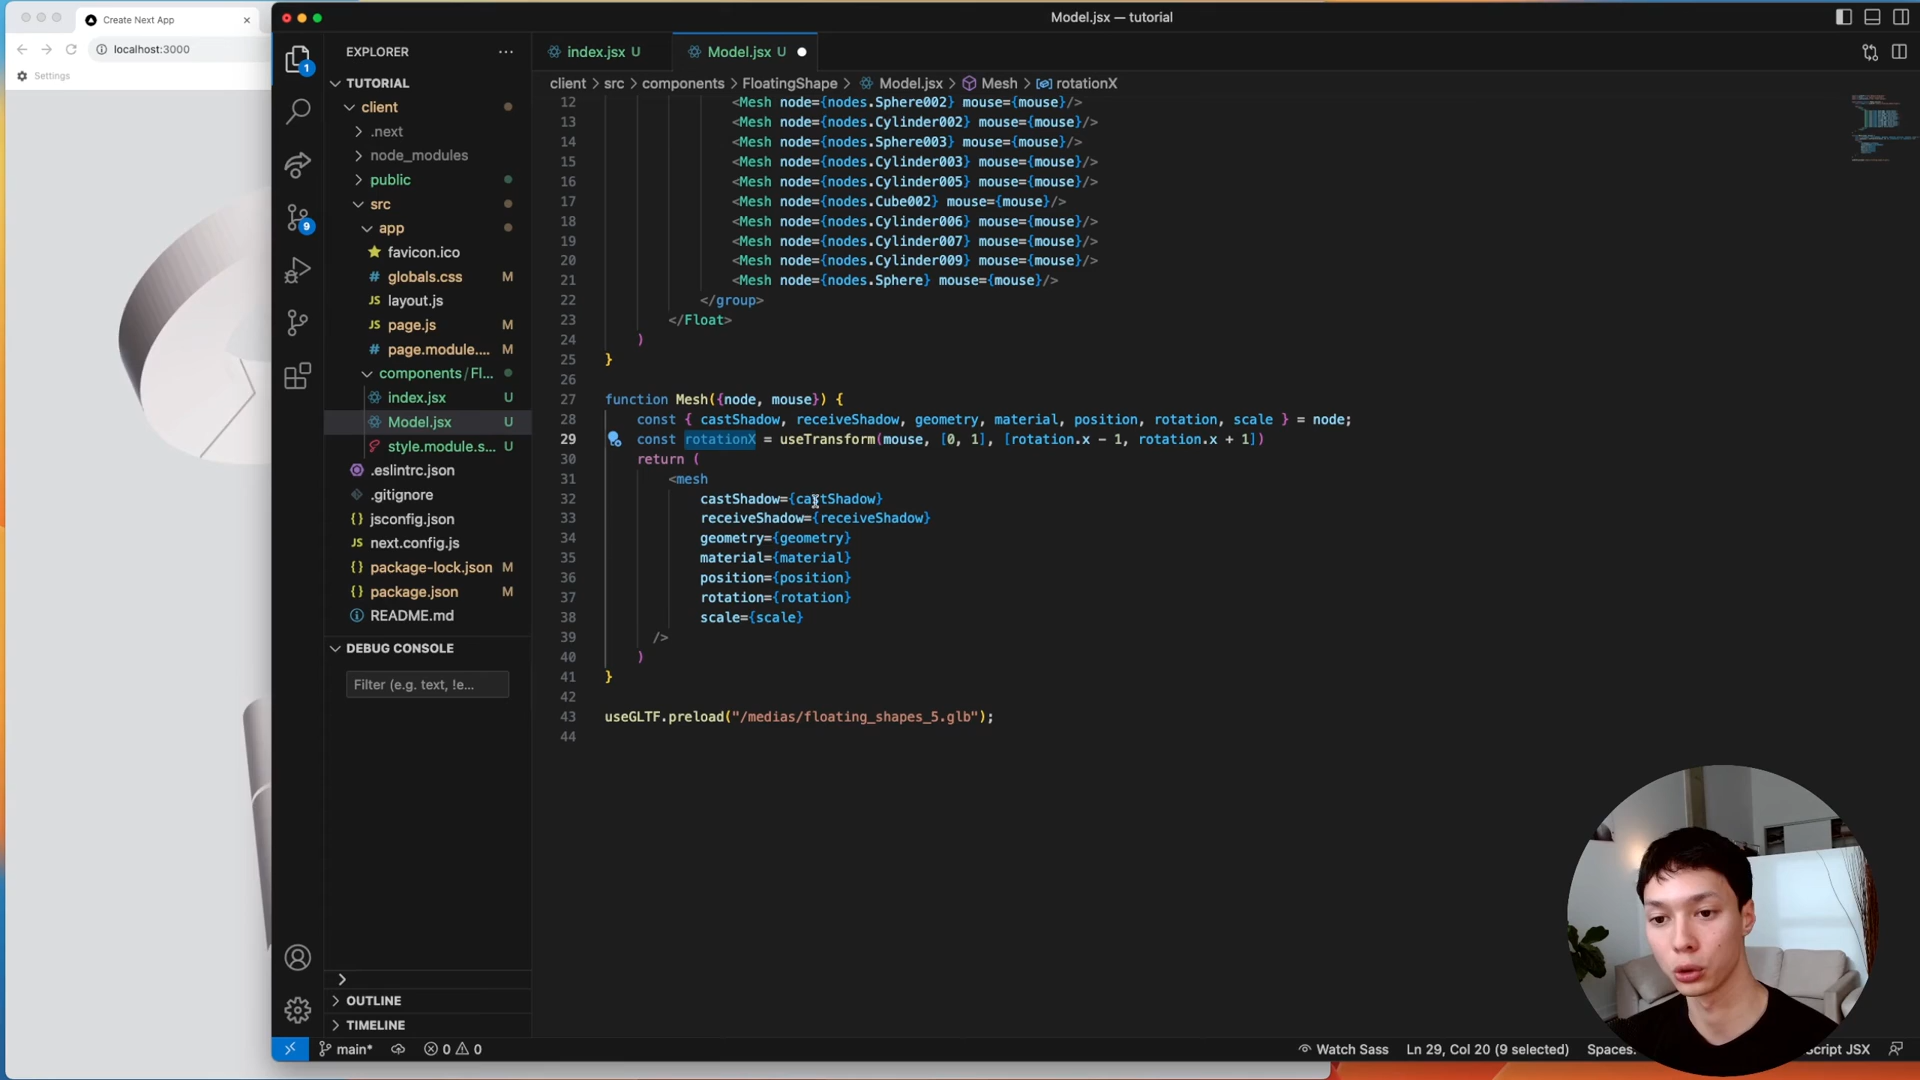 Create Next App
localhost:3000
Settings
Model.jsx — tutorial
1
9
EXPLORER
TUTORIAL
client
.next
node_modules
public
src
app
favicon.ico
globals.css M
layout.js
page.js M
page.module.... M
components/Fl...
index.jsx U
Model.jsx U
style.module.s... U
.eslintrc.json
.gitignore
jsconfig.json
next.config.js
package-lock.json M
package.json M
README.md
DEBUG CONSOLE
Filter (e.g. text, !e...
OUTLINE
TIMELINE
index.jsx U
Model.jsx U
client > src > components > FloatingShape > Model.jsx > Mesh > rotationX
12 <Mesh node={nodes.Sphere002} mouse={mouse}/>
13 <Mesh node={nodes.Cylinder002} mouse={mouse}/>
14 <Mesh node={nodes.Sphere003} mouse={mouse}/>
15 <Mesh node={nodes.Cylinder003} mouse={mouse}/>
16 <Mesh node={nodes.Cylinder005} mouse={mouse}/>
17 <Mesh node={nodes.Cube002} mouse={mouse}/>
18 <Mesh node={nodes.Cylinder006} mouse={mouse}/>
19 <Mesh node={nodes.Cylinder007} mouse={mouse}/>
20 <Mesh node={nodes.Cylinder009} mouse={mouse}/>
21 <Mesh node={nodes.Sphere} mouse={mouse}/>
22 </group>
23 </Float>
24 )
25 }
26
27 function Mesh({node, mouse}) {
28 const { castShadow, receiveShadow, geometry, material, position, rotation, scale } = node;
29 const rotationX = useTransform(mouse, [0, 1], [rotation.x - 1, rotation.x + 1])
30 return (
31 <mesh
32 castShadow={castShadow}
33 receiveShadow={receiveShadow}
34 geometry={geometry}
35 material={material}
36 position={position}
37 rotation={rotation}
38 scale={scale}
39 />
40 )
41 }
42
43 useGLTF.preload("/medias/floating_shapes_5.glb");
44
main* 0 0
Watch Sass Ln 29, Col 20 (9 selected) Spaces: cript JSX